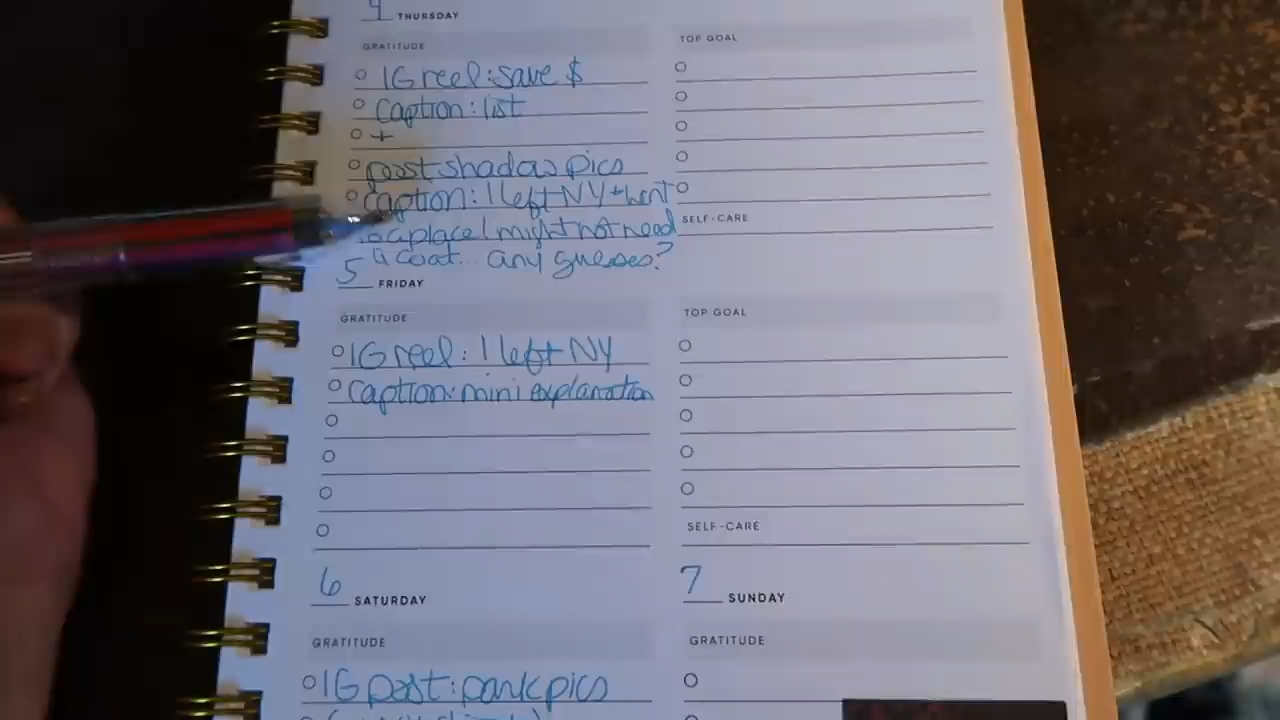 4 THURSDAY
GRATITUDE
IG reel: save $
Caption: list
+
post shadow pics
caption: I left NY + went
to a place I might not need
a coat... any guesses?
TOP GOAL
SELF-CARE
5 FRIDAY
GRATITUDE
IG reel: I left NY
Caption: mini explanation
TOP GOAL
SELF-CARE
6 SATURDAY
GRATITUDE
IG post: park pics
7 SUNDAY
GRATITUDE